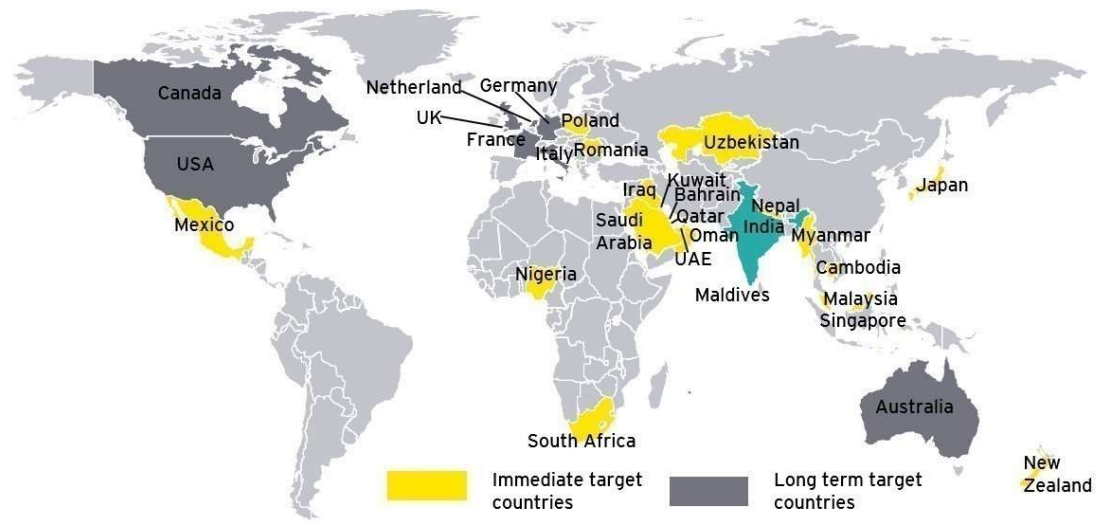 Canada
USA
Mexico
Netherland
Germany
UK
France
Poland
Italy
Romania
Uzbekistan
Iraq
Kuwait
Bahrain
Saudi
Arabia
Qatar
Oman
UAE
Nepal
India
Myanmar
Japan
Nigeria
Maldives
Cambodia
Malaysia
Singapore
South Africa
Australia
New
Zealand
Immediate target
countries
Long term target
countries